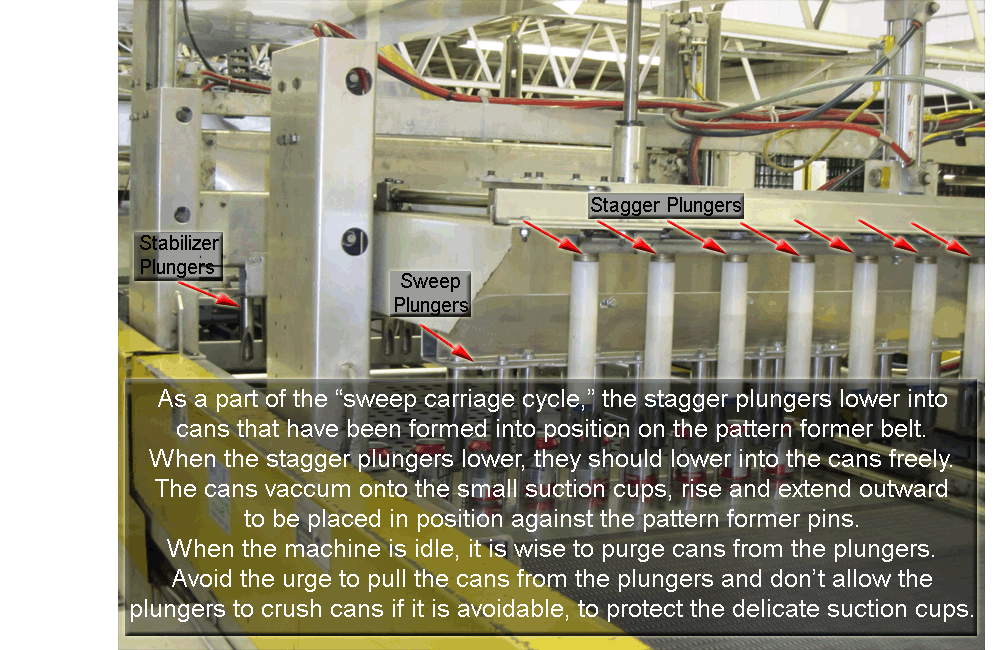 Stagger Plungers
Stabilizer
Plungers
Sweep
Plungers
As a part of the “sweep carriage cycle,” the stagger plungers lower into
cans that have been formed into position on the pattern former belt.
When the stagger plungers lower, they should lower into the cans freely.
The cans vaccum onto the small suction cups, rise and extend outward
to be placed in position against the pattern former pins.
When the machine is idle, it is wise to purge cans from the plungers.
Avoid the urge to pull the cans from the plungers and don’t allow the
plungers to crush cans if it is avoidable, to protect the delicate suction cups.